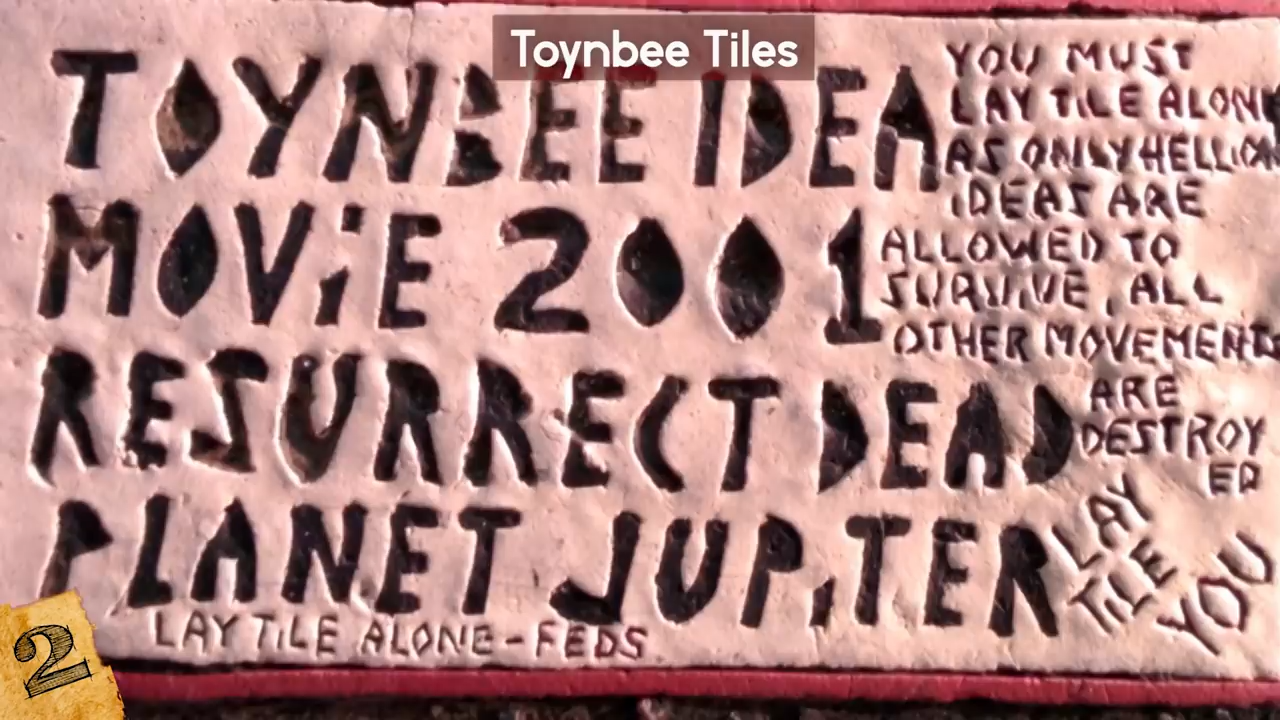 Toynbee Tiles
TOYNBEE IDEA
MOViE 2001
RESURRECT DEAD
PLANET JUPiTER
LAY TiLE ALONE-FEDS
YOU MUST
LAY TiLE ALON
AS ONLY HELLION
iDEAS ARE
ALLOWED TO
SURViVE, ALL
OTHER MOVEMENTS
ARE
DESTROY
ED
LAY
TiLE
YOU
2